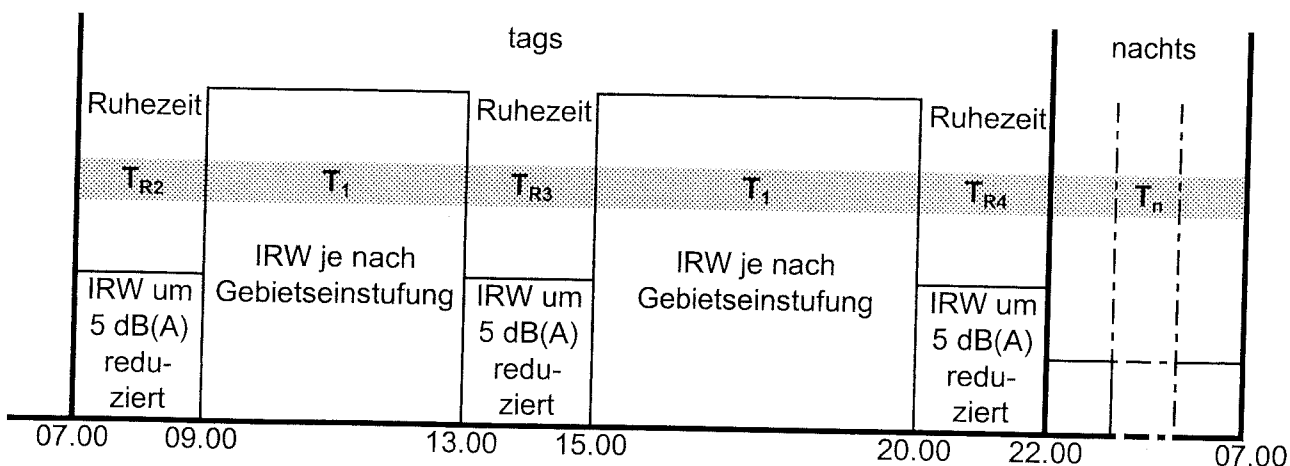 tags
nachts
Ruhezeit
Ruhezeit
Ruhezeit
TR2
T1
TR3
T1
TR4
Tn
IRW je nach
Gebietseinstufung
IRW je nach
Gebietseinstufung
IRW um
5 dB(A)
redu-
ziert
IRW um
5 dB(A)
redu-
ziert
IRW um
5 dB(A)
redu-
ziert
07.00
09.00
13.00
15.00
20.00
22.00
07.00